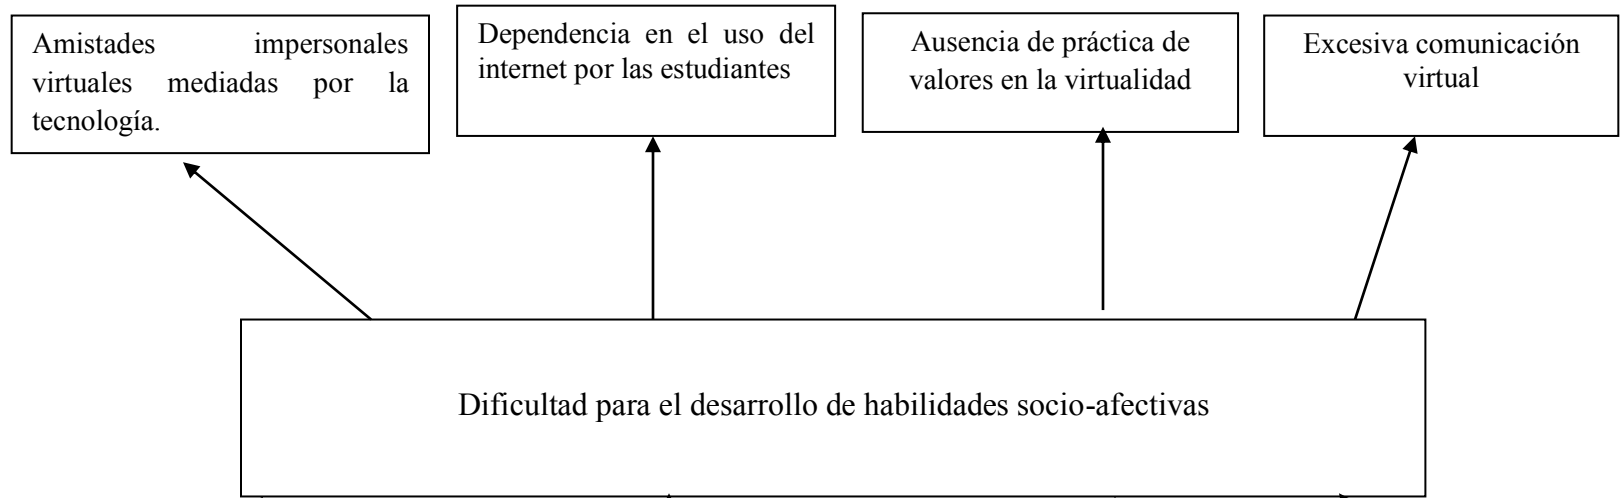 Amistades impersonales
virtuales mediadas por la
tecnología.
Dependencia en el uso del
internet por las estudiantes
Ausencia de práctica de
valores en la virtualidad
Excesiva comunicación
virtual
Dificultad para el desarrollo de habilidades socio-afectivas